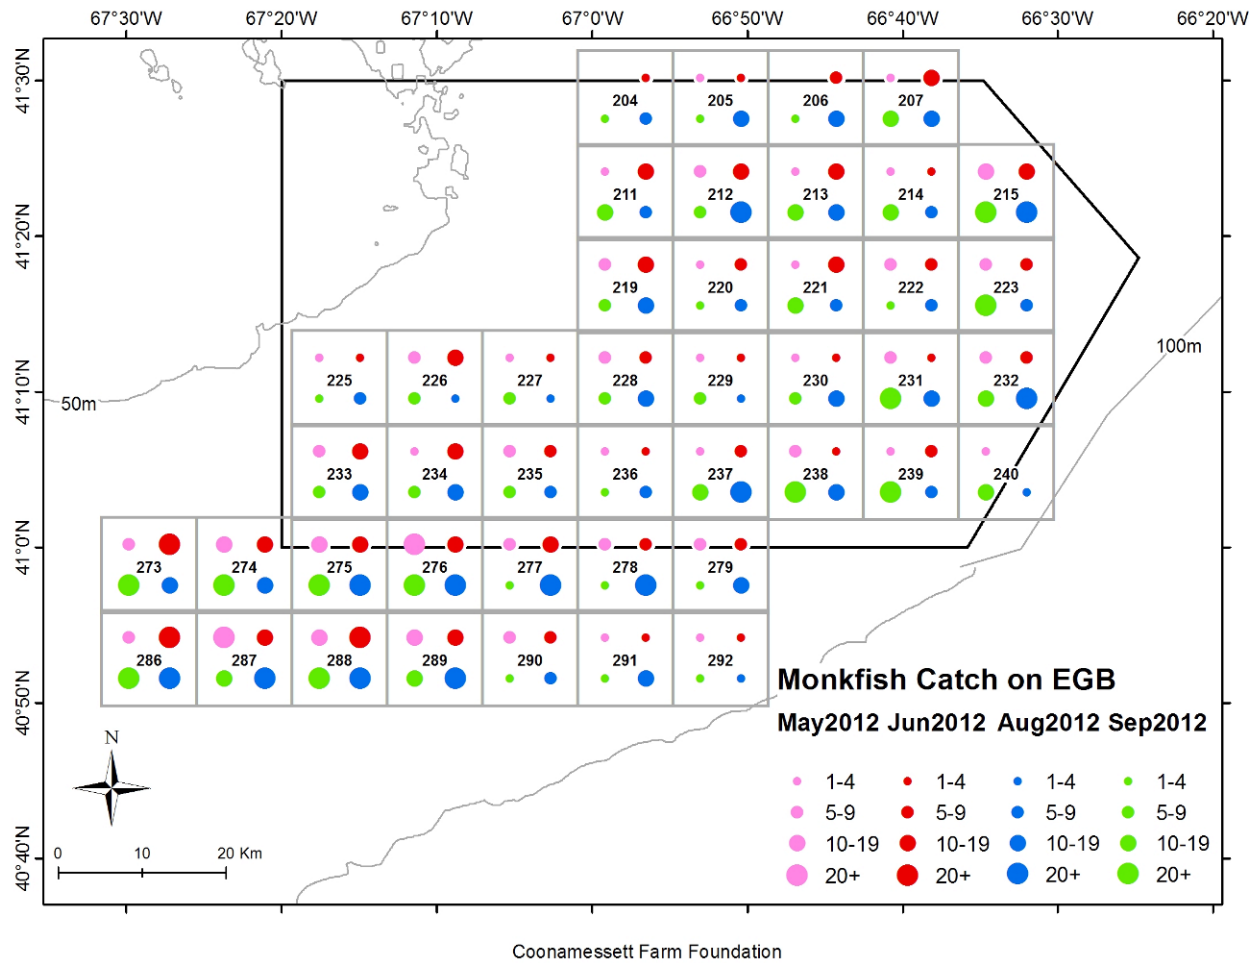 67°30'W 67°20'W 67°10'W 67°0'W 66°50'W 66°40'W 66°30'W 66°20'W
41°30'N
41°20'N
41°10'N
41°0'N
40°50'N
40°40'N
204 205 206 207
211 212 213 214 215
219 220 221 222 223
100m
50m
225 226 227 228 229 230 231 232
233 234 235 236 237 238 239 240
273 274 275 276 277 278 279
286 287 288 289 290 291 292
Monkfish Catch on EGB
May2012 Jun2012 Aug2012 Sep2012
1-4 1-4 1-4 1-4
5-9 5-9 5-9 5-9
10-19 10-19 10-19 10-19
20+ 20+ 20+ 20+
N
0 10 20 Km
Coonamessett Farm Foundation